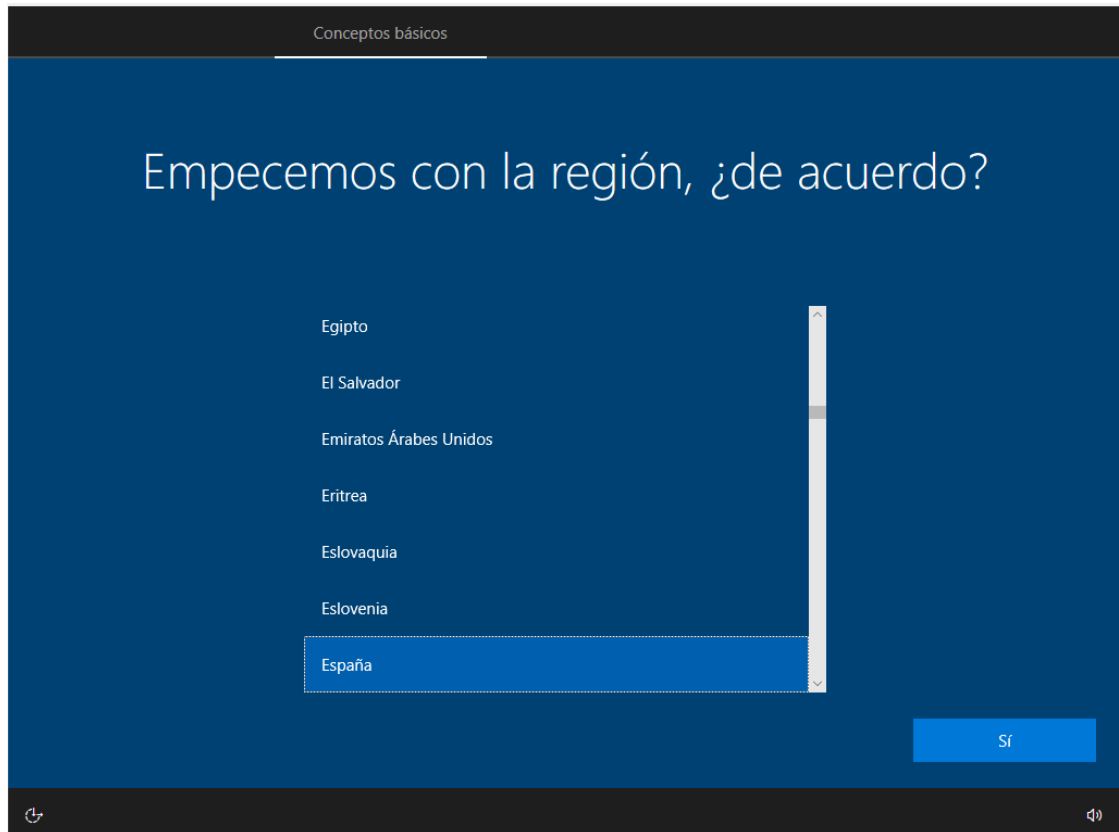 Conceptos básicos
Empecemos con la región, ¿de acuerdo?
Egipto
El Salvador
Emiratos Árabes Unidos
Eritrea
Eslovaquia
Eslovenia
España
Sí